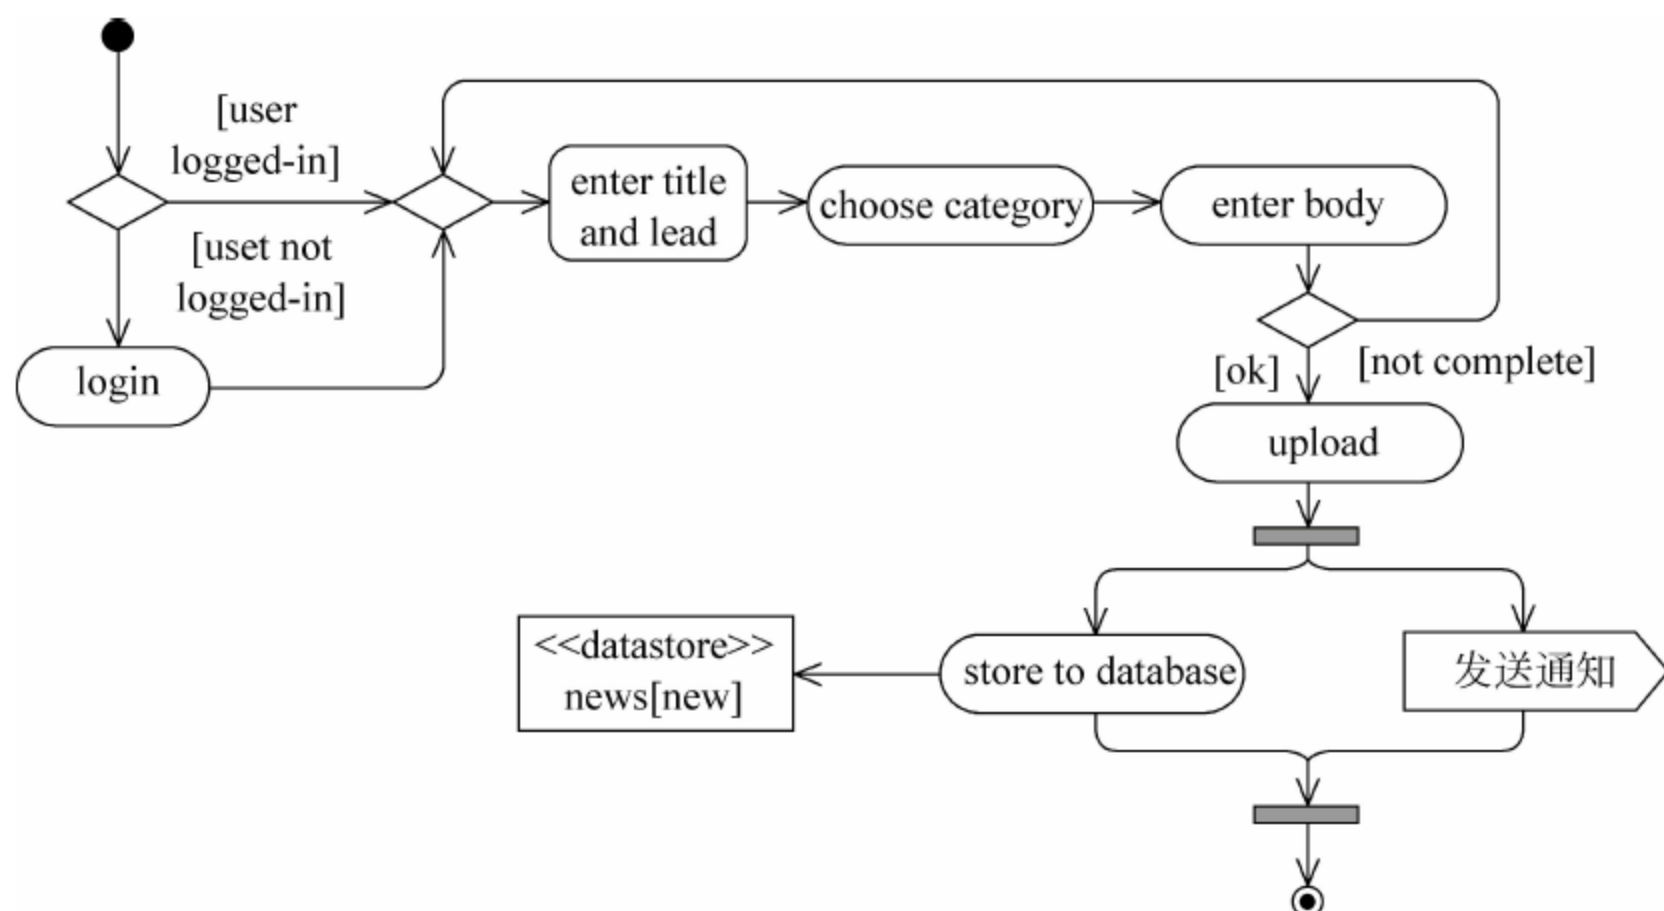 [user
logged-in]
[uset not
logged-in]
login
enter title
and lead
choose category
enter body
[ok]
[not complete]
upload
<<datastore>>
news[new]
store to database
发送通知